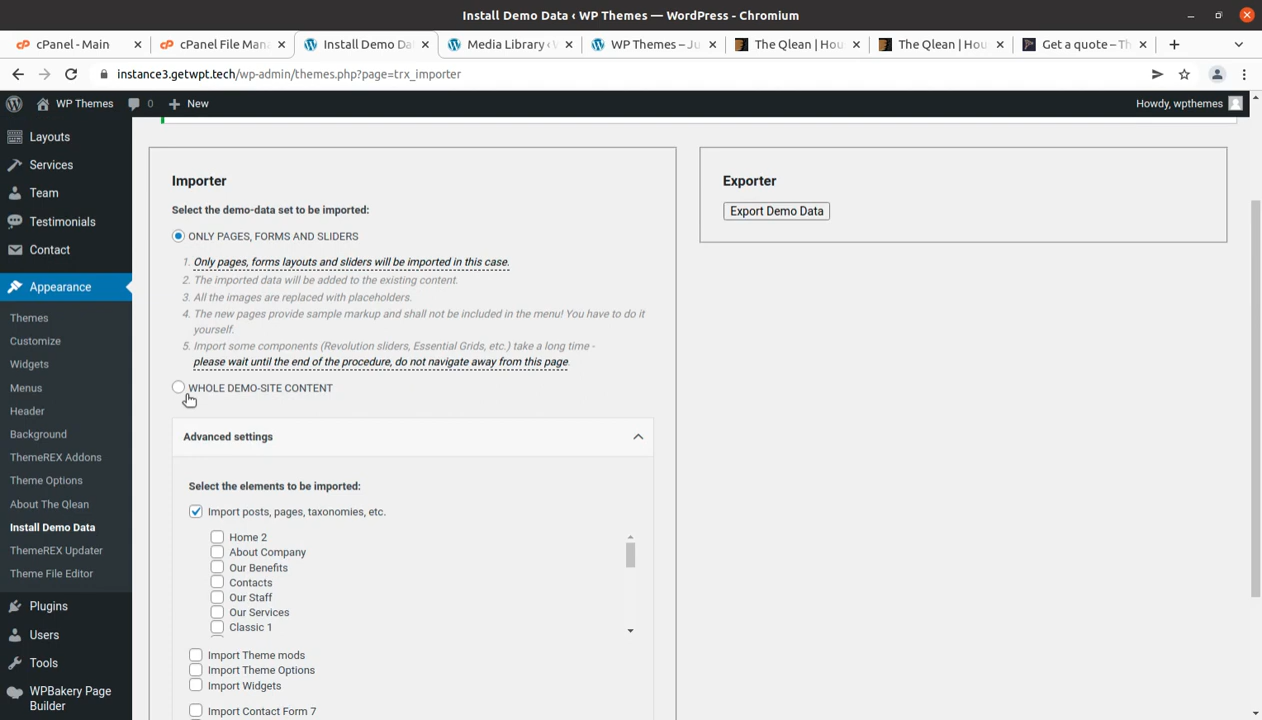 Install Demo Data ‹ WP Themes — WordPress - Chromium
cPanel - Main
cPanel File Man
Install Demo Da
Media Library ‹
WP Themes – Ju
The Qlean | Hou
The Qlean | Hou
Get a quote – Th
instance3.getwpt.tech/wp-admin/themes.php?page=trx_importer
WP Themes
0
New
Howdy, wpthemes
Layouts
Services
Team
Testimonials
Contact
Appearance
Themes
Customize
Widgets
Menus
Header
Background
ThemeREX Addons
Theme Options
About The Qlean
Install Demo Data
ThemeREX Updater
Theme File Editor
Plugins
Users
Tools
WPBakery Page
Builder
Importer
Select the demo-data set to be imported:
ONLY PAGES, FORMS AND SLIDERS
1. Only pages, forms layouts and sliders will be imported in this case.
2. The imported data will be added to the existing content.
3. All the images are replaced with placeholders.
4. The new pages provide sample markup and shall not be included in the menu! You have to do it
yourself.
5. Import some components (Revolution sliders, Essential Grids, etc.) take a long time -
please wait until the end of the procedure, do not navigate away from this page.
WHOLE DEMO-SITE CONTENT
Advanced settings
Select the elements to be imported:
Import posts, pages, taxonomies, etc.
Home 2
About Company
Our Benefits
Contacts
Our Staff
Our Services
Classic 1
Import Theme mods
Import Theme Options
Import Widgets
Import Contact Form 7
Exporter
Export Demo Data